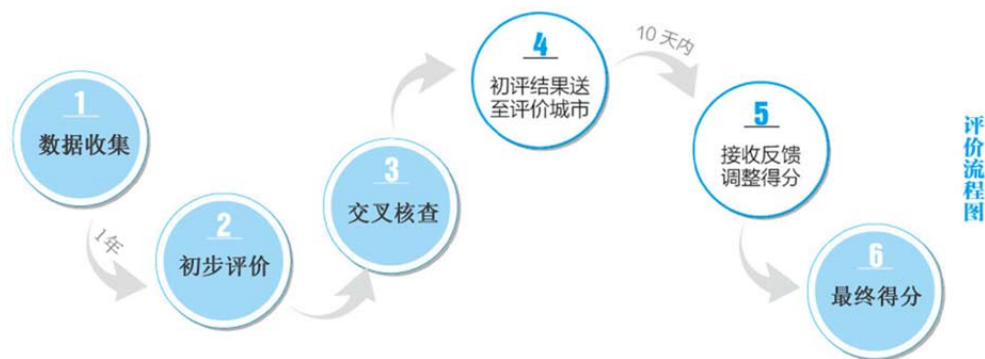 1
数据收集
1年
2
初步评价
3
交叉核查
4
初评结果送
至评价城市
10 天内
5
接收反馈
调整得分
6
最终得分
评价流程图